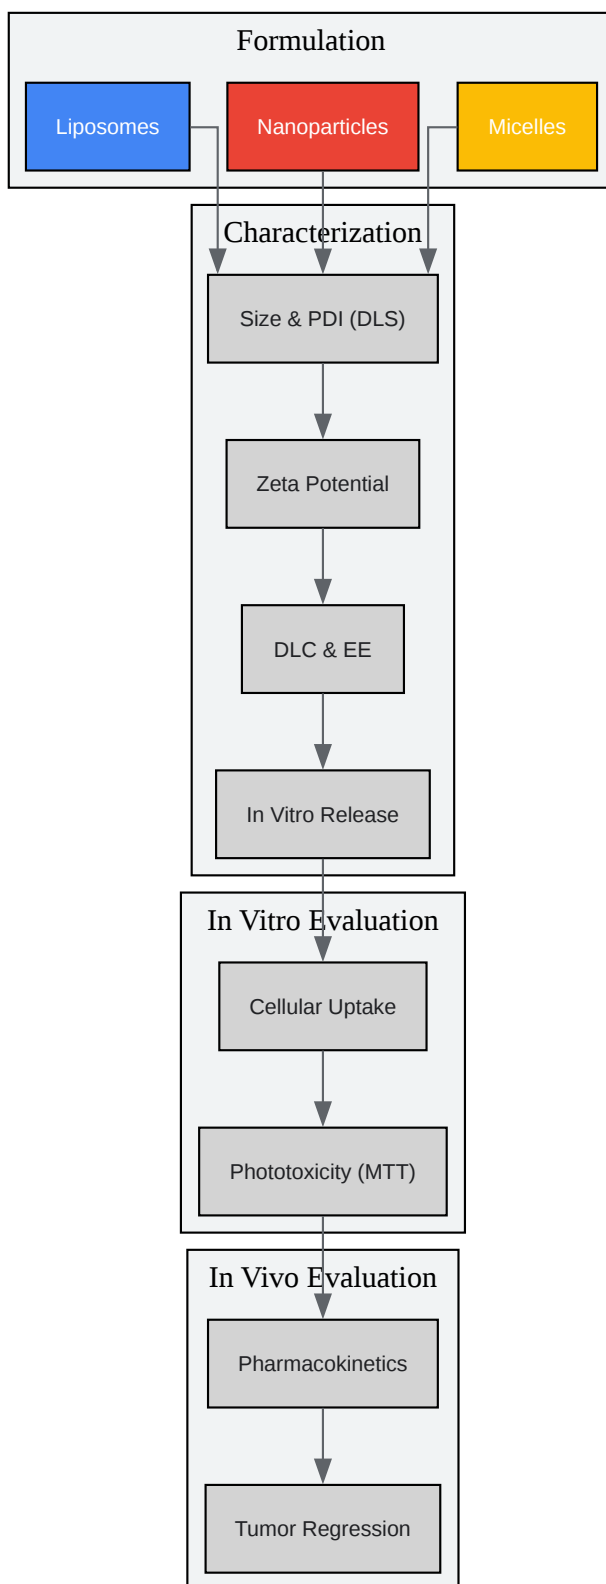 Formulation
Liposomes
Nanoparticles
Micelles
Characterization
Size & PDI (DLS)
Zeta Potential
DLC & EE
In Vitro Release
In Vitro Evaluation
Cellular Uptake
Phototoxicity (MTT)
In Vivo Evaluation
Pharmacokinetics
Tumor Regression